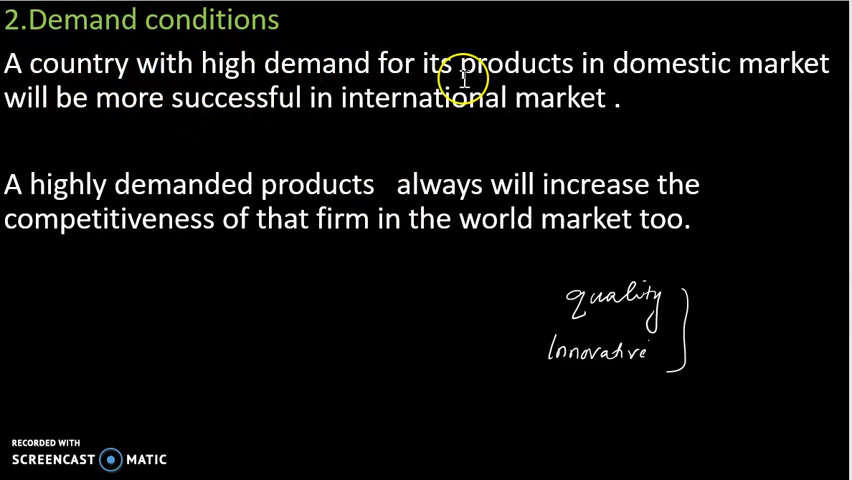 2.Demand conditions
A country with high demand for its products in domestic market
will be more successful in international market .
A highly demanded products always will increase the
competitiveness of that firm in the world market too.
quality
Innovative
RECORDED WITH
SCREENCAST MATIC